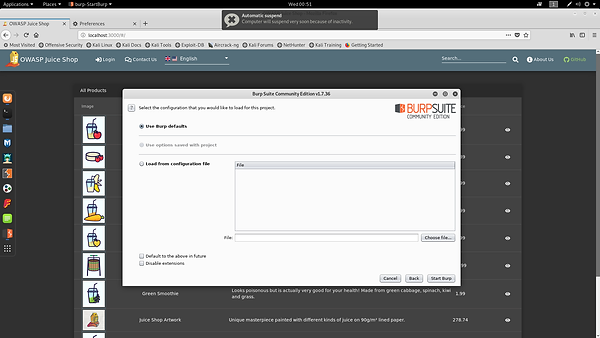 Applications ▾ Places ▾ burp-StartBurp ▾ Wed 00:51
Automatic suspend
Computer will suspend very soon because of inactivity.
OWASP Juice Shop
Preferences
localhost:3000/#/
Search
Most Visited Offensive Security Kali Linux Kali Docs Kali Tools Exploit-DB Aircrack-ng Kali Forums NetHunter Kali Training Getting Started
OWASP Juice Shop Login Contact Us English Search... About Us GitHub
All Products
Image
Burp Suite Community Edition v1.7.36
Select the configuration that you would like to load for this project.
BURPSUITE
COMMUNITY EDITION
Use Burp defaults
Use options saved with project
Load from configuration file
File
File:
Choose file...
Default to the above in future
Disable extensions
Cancel Back Start Burp
Green Smoothie Looks poisonous but is actually very good for your health! Made from green cabbage, spinach, kiwi and grass. 1.99
Juice Shop Artwork Unique masterpiece painted with different kinds of juice on 90g/m² lined paper. 278.74